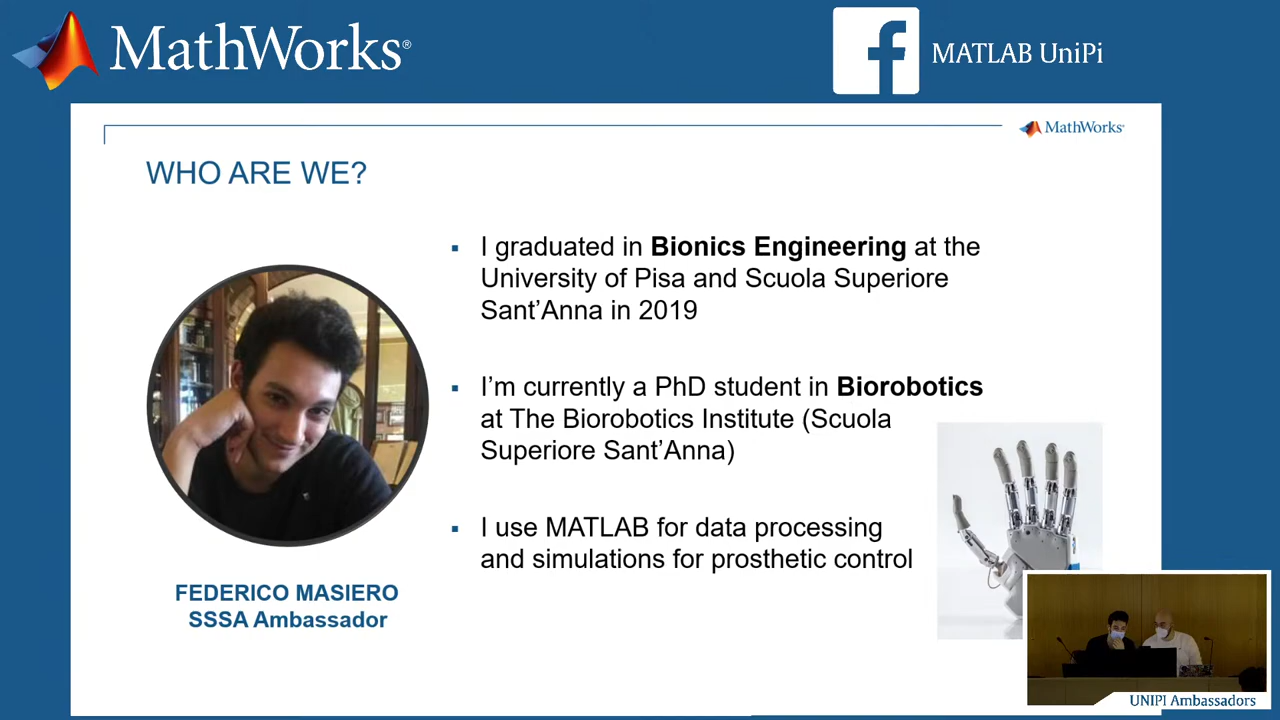 MathWorks®
MATLAB UniPi
MathWorks®
WHO ARE WE?
▪ I graduated in Bionics Engineering at the
University of Pisa and Scuola Superiore
Sant’Anna in 2019
▪ I’m currently a PhD student in Biorobotics
at The Biorobotics Institute (Scuola
Superiore Sant’Anna)
▪ I use MATLAB for data processing
and simulations for prosthetic control
FEDERICO MASIERO
SSSA Ambassador
UNIPI Ambassadors